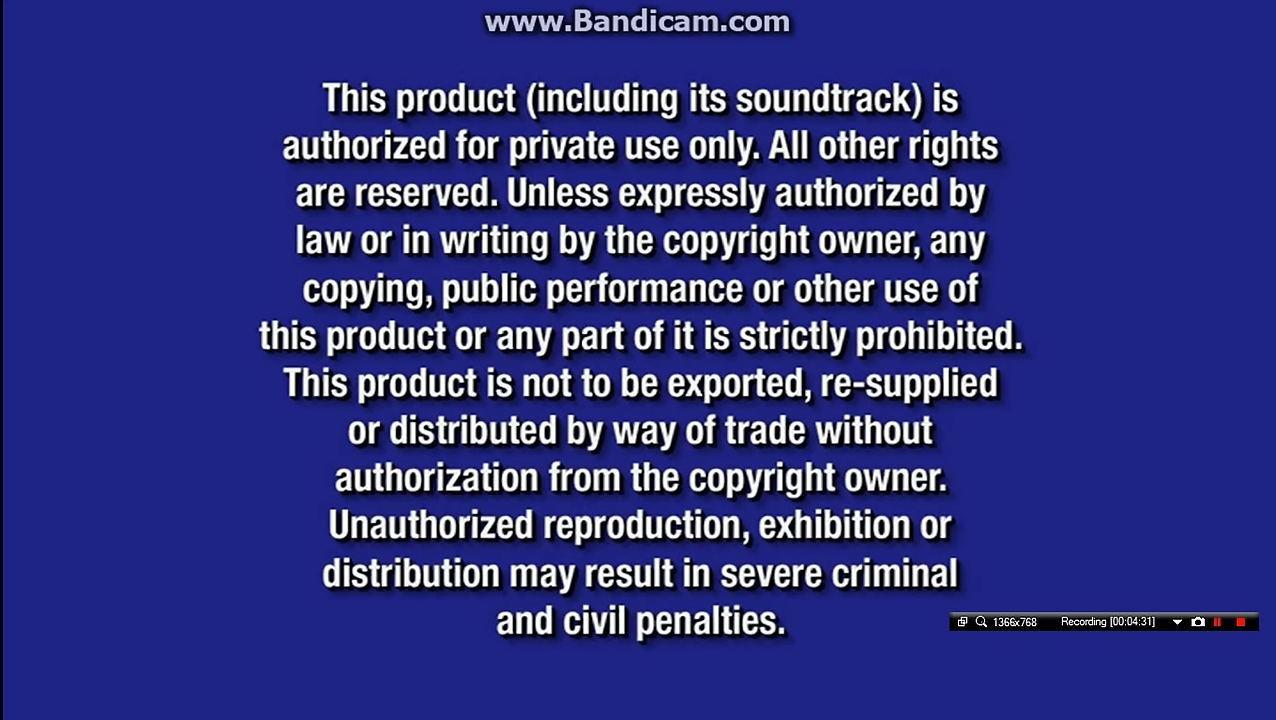 www.Bandicam.com
This product (including its soundtrack) is
authorized for private use only. All other rights
are reserved. Unless expressly authorized by
law or in writing by the copyright owner, any
copying, public performance or other use of
this product or any part of it is strictly prohibited.
This product is not to be exported, re-supplied
or distributed by way of trade without
authorization from the copyright owner.
Unauthorized reproduction, exhibition or
distribution may result in severe criminal
and civil penalties.
1366x768 Recording [00:04:31]